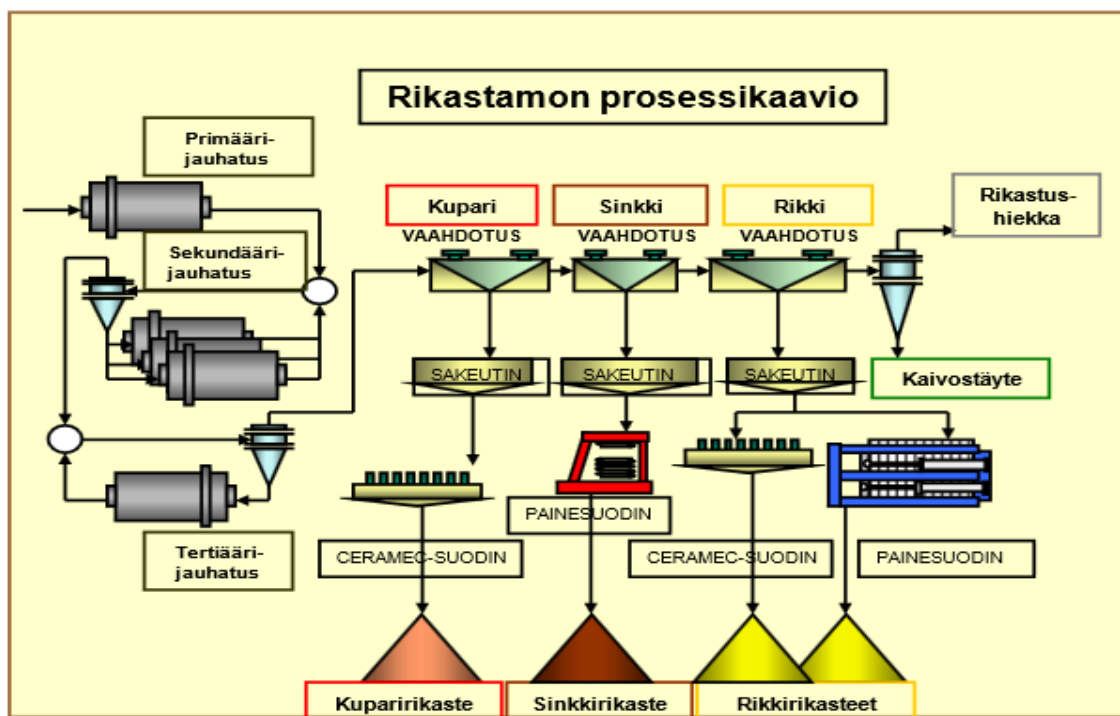 Rikastamon prosessikaavio
Primääri-
jauhatus
Sekundääri-
jauhatus
Tertiääri-
jauhatus
Kupari
VAAHDOTUS
Sinkki
VAAHDOTUS
Rikki
VAAHDOTUS
Rikastus-
hiekka
Kaivostäyte
SAKEUTIN
SAKEUTIN
SAKEUTIN
PAINESUODIN
CERAMEC-SUODIN
CERAMEC-SUODIN
PAINESUODIN
Kuparirikaste
Sinkkirikaste
Rikkirikasteet